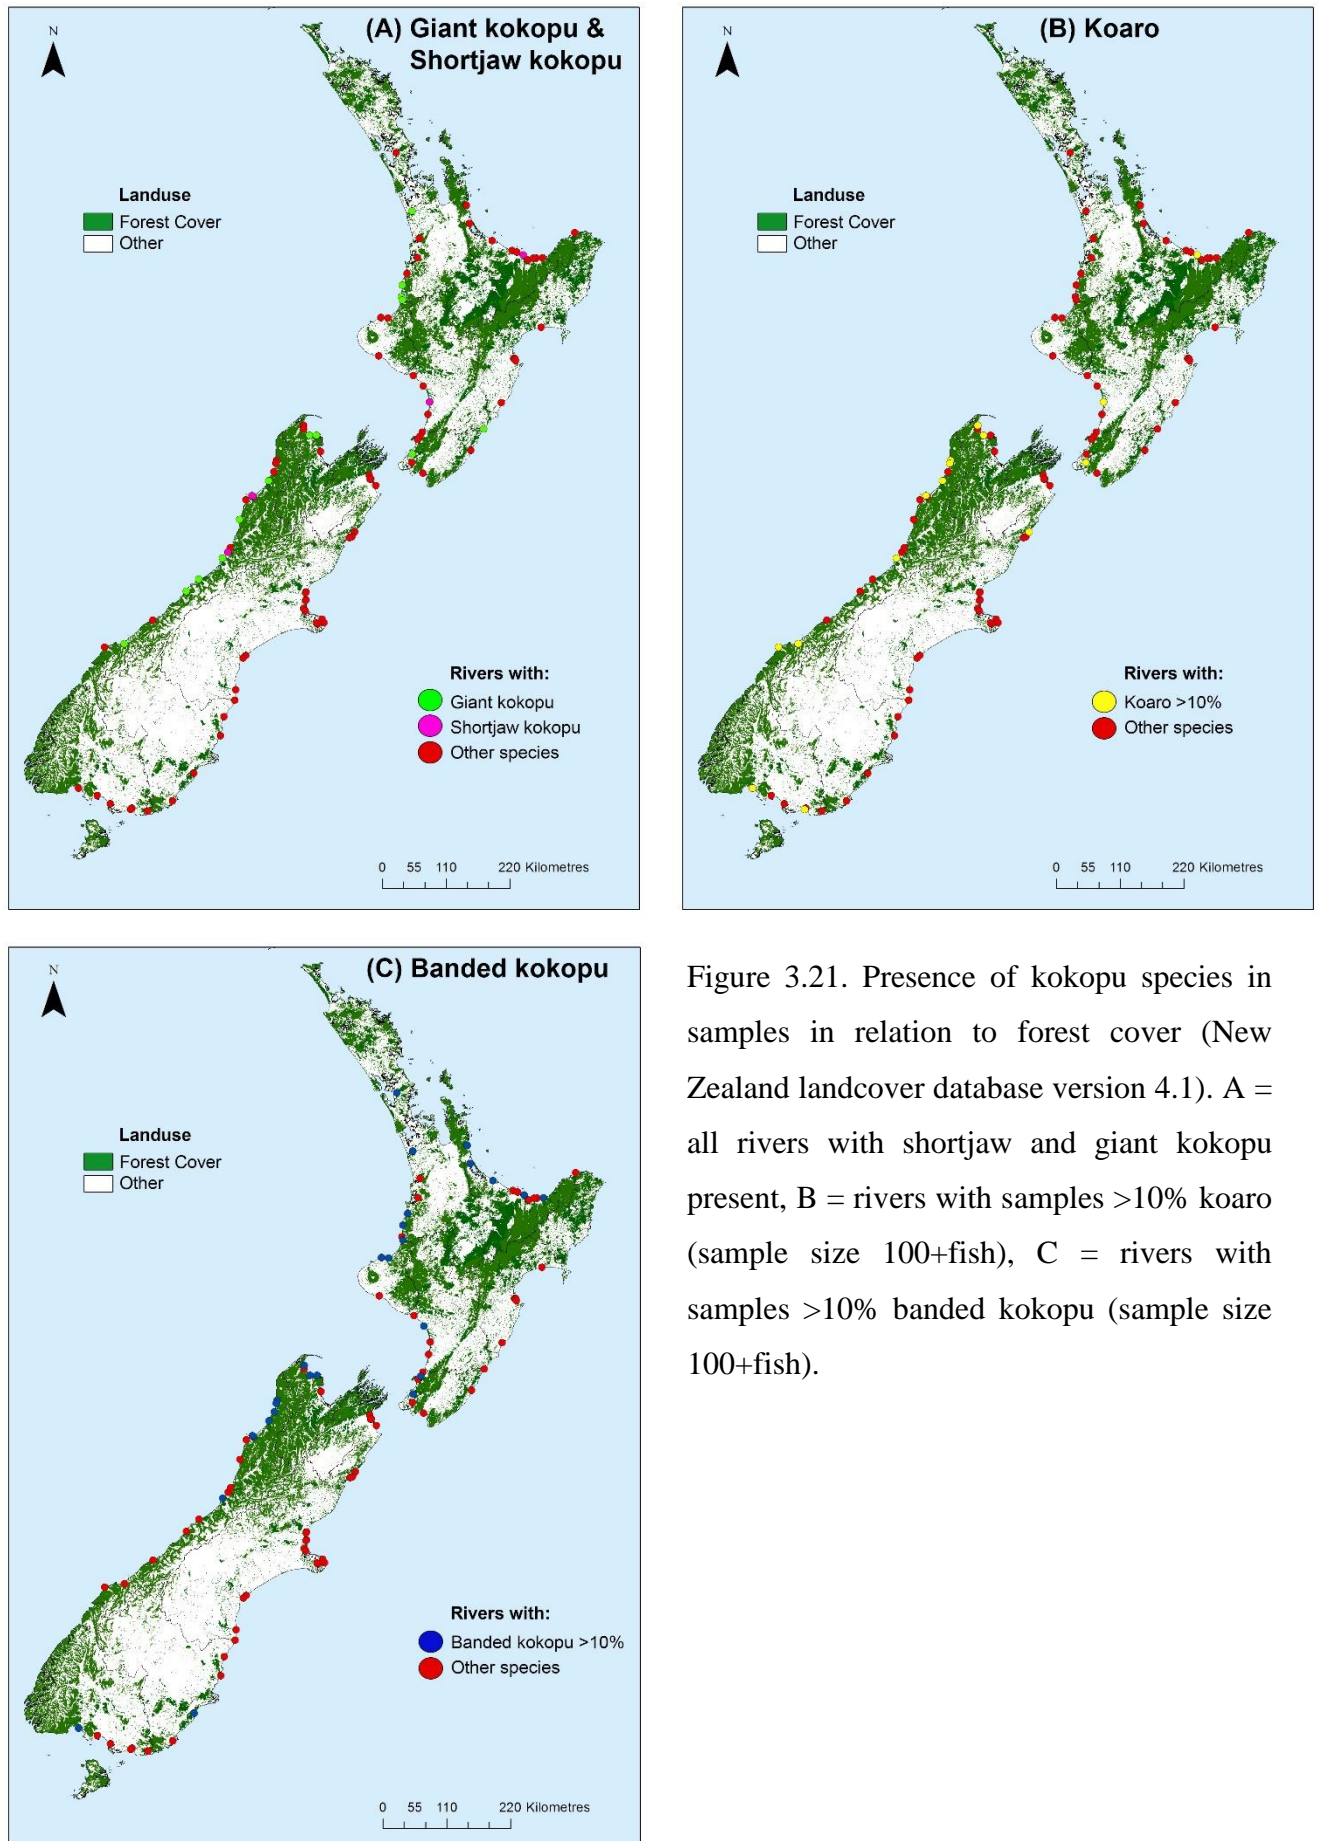 N
(A) Giant kokopu &
Shortjaw kokopu
Landuse
Forest Cover
Other
Rivers with:
Giant kokopu
Shortjaw kokopu
Other species
0 55 110 220 Kilometres
N
(B) Koaro
Landuse
Forest Cover
Other
Rivers with:
Koaro >10%
Other species
0 55 110 220 Kilometres
N
(C) Banded kokopu
Landuse
Forest Cover
Other
Rivers with:
Banded kokopu >10%
Other species
0 55 110 220 Kilometres
Figure 3.21. Presence of kokopu species in
samples in relation to forest cover (New
Zealand landcover database version 4.1). A =
all rivers with shortjaw and giant kokopu
present, B = rivers with samples >10% koaro
(sample size 100+fish), C = rivers with
samples >10% banded kokopu (sample size
100+fish).